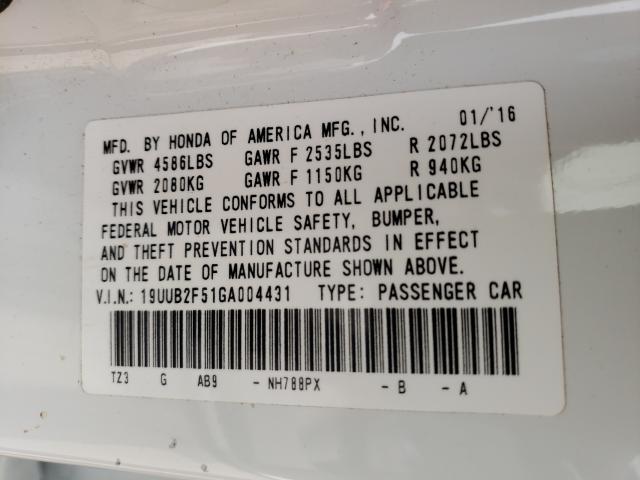 MFD. BY HONDA OF AMERICA MFG., INC. 01/'16
GVWR 4586LBS GAWR F 2535LBS R 2072LBS
GVWR 2080KG GAWR F 1150KG R 940KG
THIS VEHICLE CONFORMS TO ALL APPLICABLE
FEDERAL MOTOR VEHICLE SAFETY, BUMPER,
AND THEFT PREVENTION STANDARDS IN EFFECT
ON THE DATE OF MANUFACTURE SHOWN ABOVE.
V.I.N.: 19UUB2F51GA004431 TYPE: PASSENGER CAR
TZ3 G AB9 - NH788PX - B - A